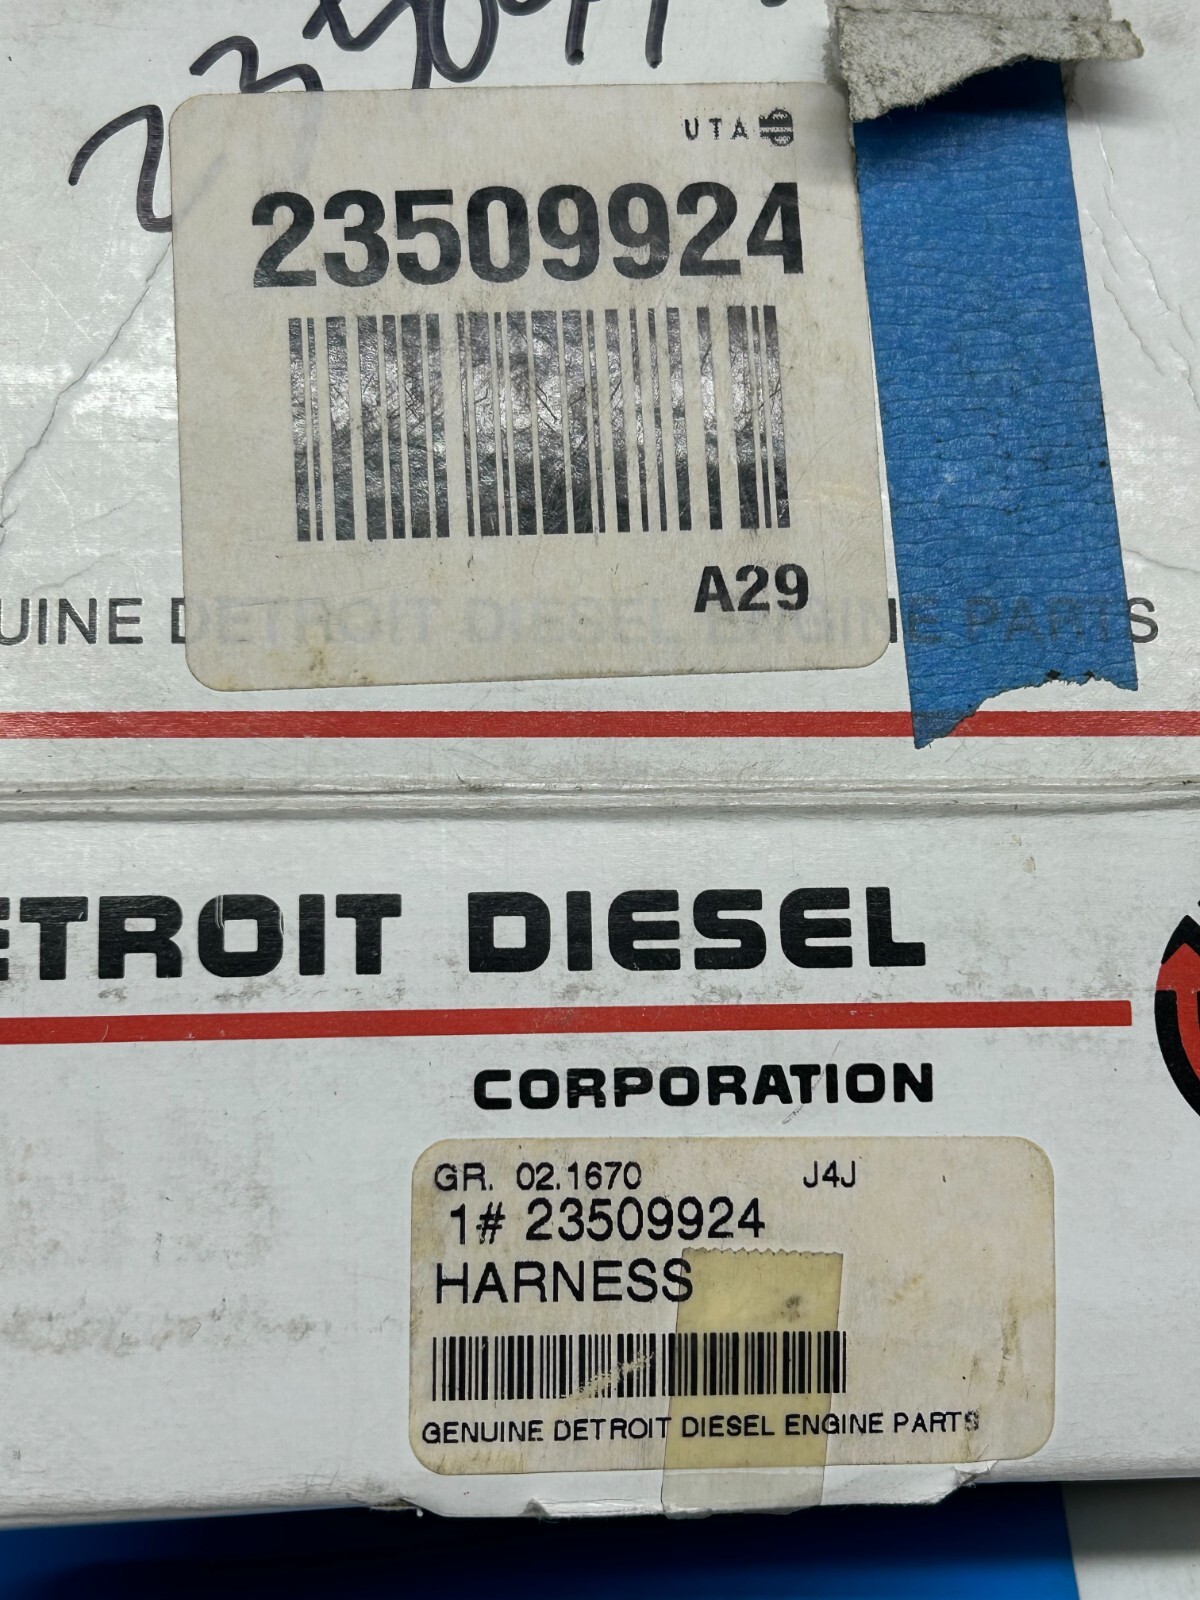 UTA
23509924
A29
UINE DETROIT DIESEL ENGINE PARTS
ETROIT DIESEL
CORPORATION
GR. 02.1670 J4J
1# 23509924
HARNESS
GENUINE DETROIT DIESEL ENGINE PARTS